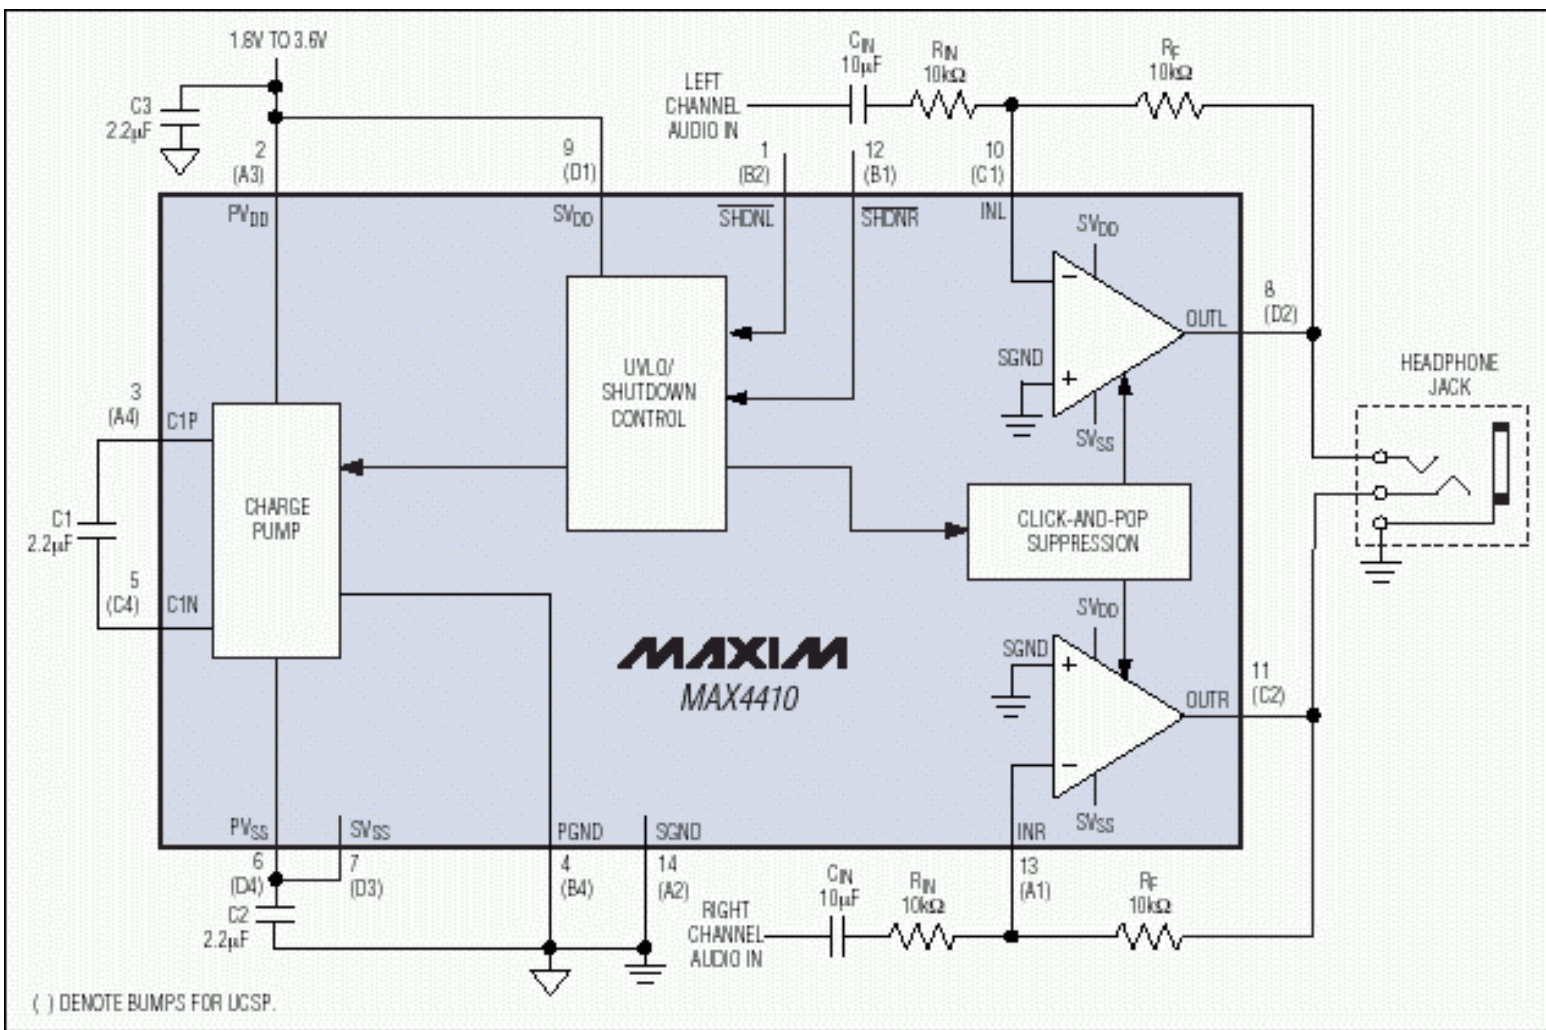 1.8V TO 3.6V
C3
2.2µF
2
(A3)
9
(D1)
LEFT
CHANNEL
AUDIO IN
CIN
10µF
RIN
10kΩ
RF
10kΩ
1
(B2)
12
(B1)
10
(C1)
PVDD
SVDD
SHDNL
SHDNR
INL
SVDD
8
(D2)
OUTL
SGND
SVSS
HEADPHONE
JACK
UVLO/
SHUTDOWN
CONTROL
3
(A4)
C1P
C1
2.2µF
CHARGE
PUMP
CLICK-AND-POP
SUPPRESSION
5
(C4)
C1N
MAXIM
MAX4410
SVDD
SGND
11
(C2)
OUTR
SVSS
PVSS
SVSS
PGND
SGND
INR
6
(D4)
7
(D3)
4
(B4)
14
(A2)
13
(A1)
C2
2.2µF
RIGHT
CHANNEL
AUDIO IN
CIN
10µF
RIN
10kΩ
RF
10kΩ
( ) DENOTE BUMPS FOR UCSP.